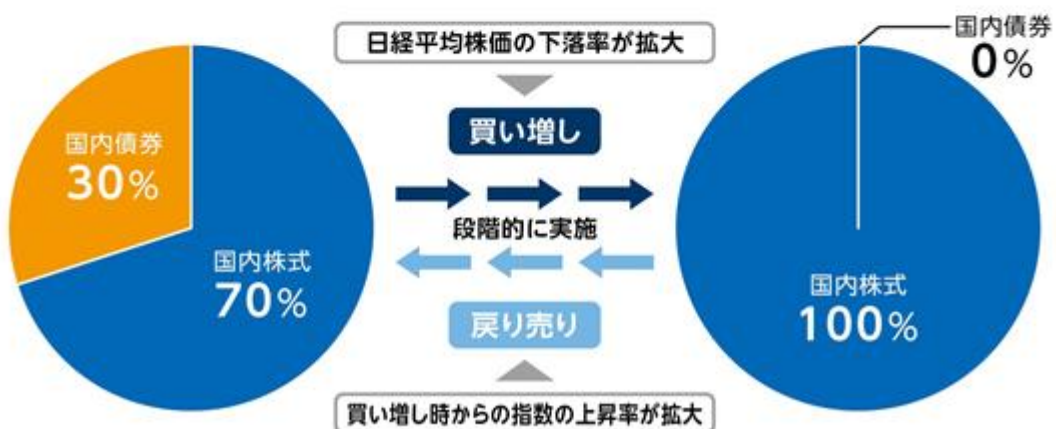 日経平均株価の下落率が拡大
国内債券
0%
国内債券
30%
買い増し
段階的に実施
国内株式
70%
国内株式
100%
戻り売り
買い増し時からの指数の上昇率が拡大